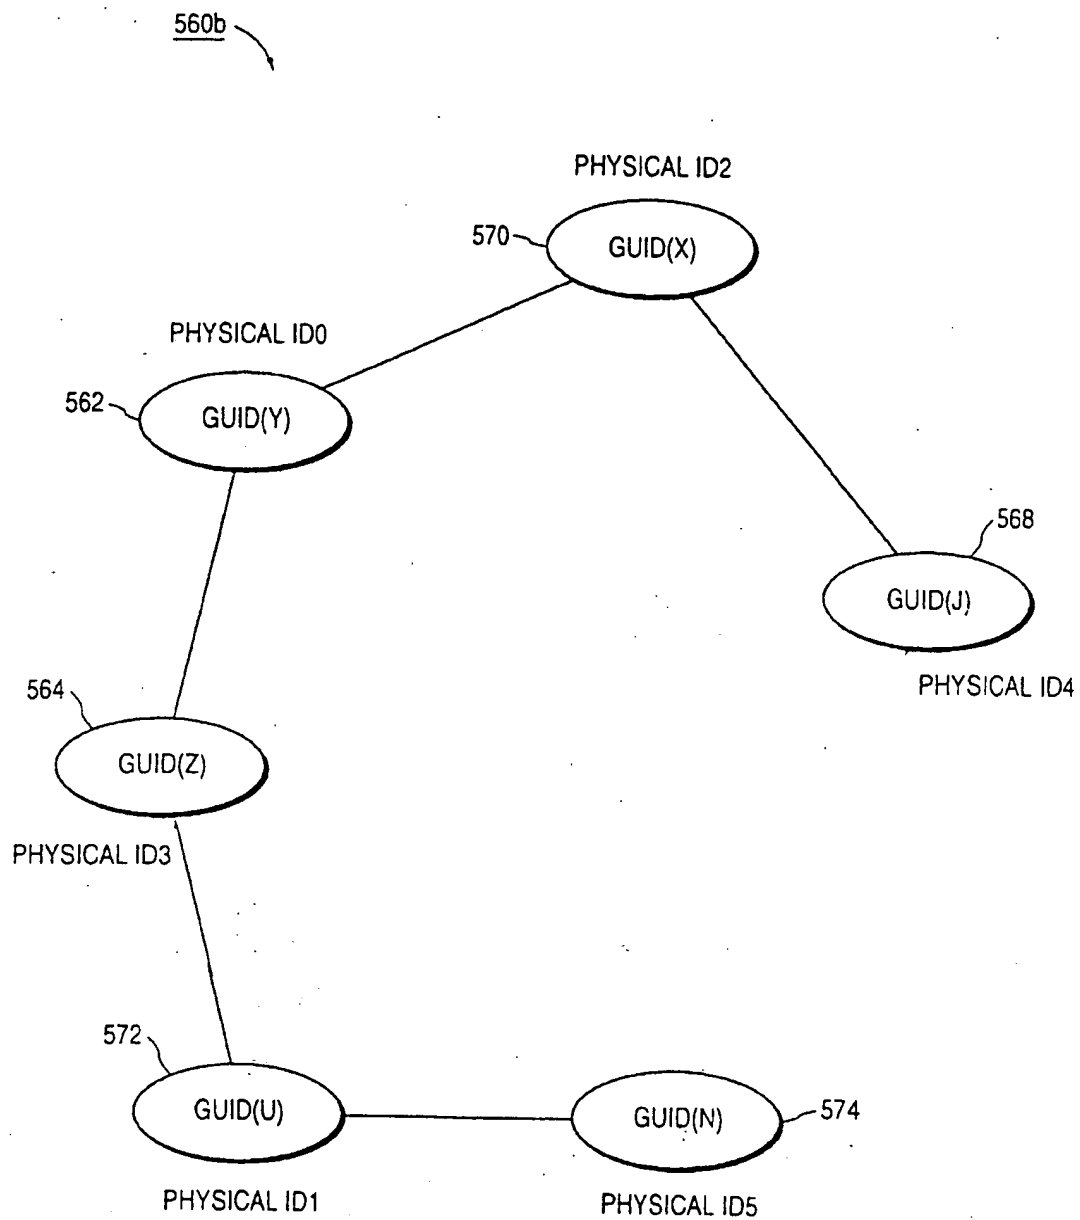 560b
PHYSICAL ID2
570
GUID(X)
PHYSICAL ID0
562
GUID(Y)
568
GUID(J)
PHYSICAL ID4
564
GUID(Z)
PHYSICAL ID3
572
GUID(U)
GUID(N)
574
PHYSICAL ID1
PHYSICAL ID5